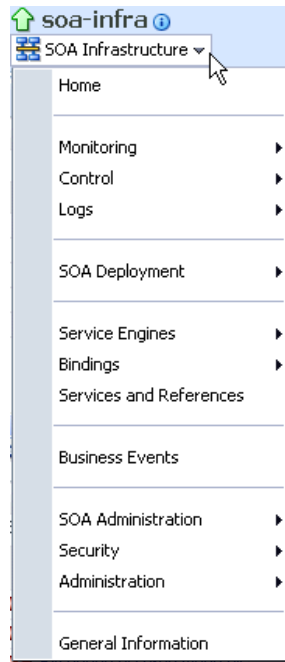 soa-infra
SOA Infrastructure
Home
Monitoring
Control
Logs
SOA Deployment
Service Engines
Bindings
Services and References
Business Events
SOA Administration
Security
Administration
General Information